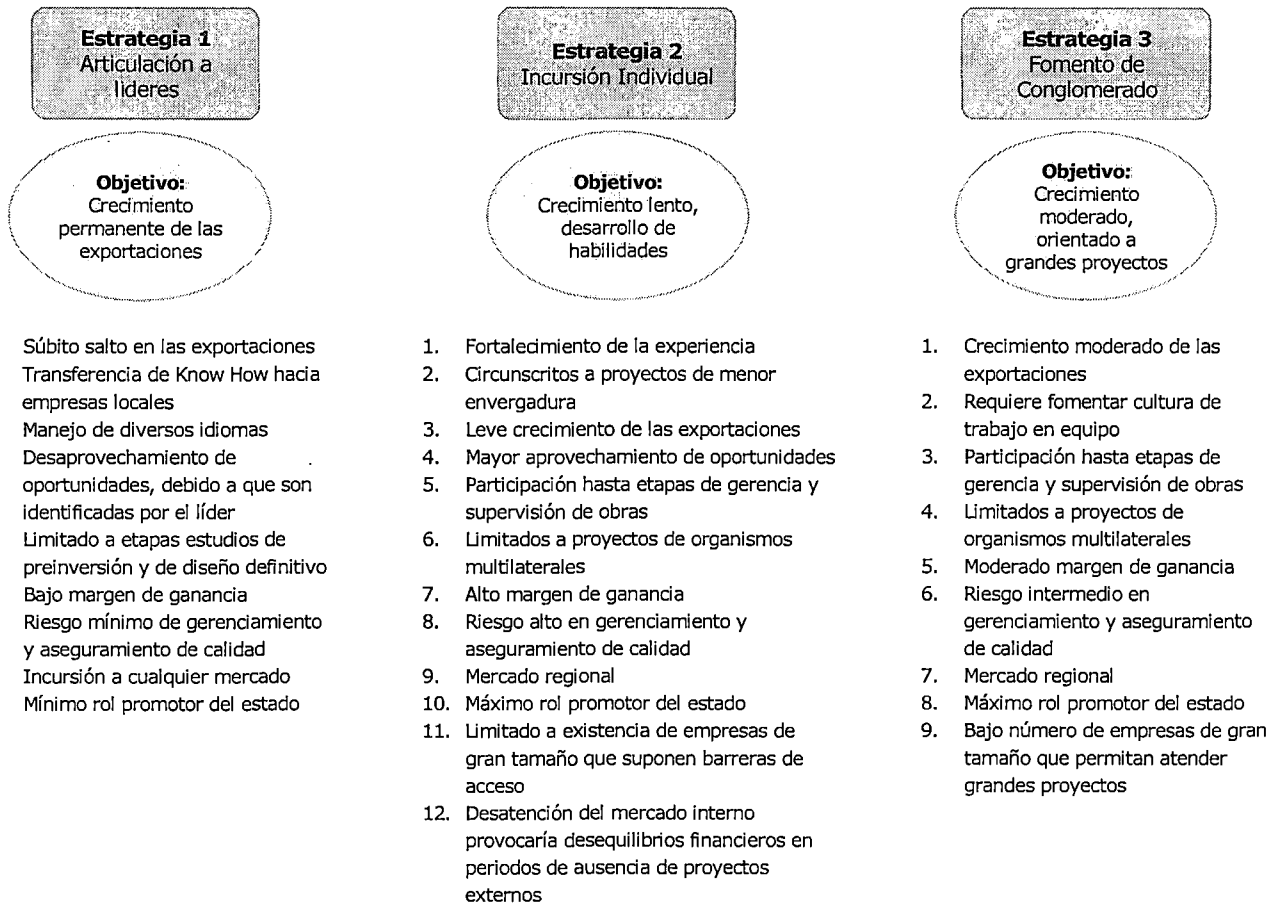 Estrategia 1
Articulación a
lideres
Objetivo:
Crecimiento
permanente de las
exportaciones
Súbito salto en las exportaciones
Transferencia de Know How hacia
empresas locales
Manejo de diversos idiomas
Desaprovechamiento de
oportunidades, debido a que son
identificadas por el líder
Limitado a etapas estudios de
preinversión y de diseño definitivo
Bajo margen de ganancia
Riesgo mínimo de gerenciamiento
y aseguramiento de calidad
Incursión a cualquier mercado
Mínimo rol promotor del estado
Estrategia 2
Incursión Individual
Objetivo:
Crecimiento lento,
desarrollo de
habilidades
1. Fortalecimiento de la experiencia
2. Circunscritos a proyectos de menor
envergadura
3. Leve crecimiento de las exportaciones
4. Mayor aprovechamiento de oportunidades
5. Participación hasta etapas de gerencia y
supervisión de obras
6. Limitados a proyectos de organismos
multilaterales
7. Alto margen de ganancia
8. Riesgo alto en gerenciamiento y
aseguramiento de calidad
9. Mercado regional
10. Máximo rol promotor del estado
11. Limitado a existencia de empresas de
gran tamaño que suponen barreras de
acceso
12. Desatención del mercado interno
provocaría desequilibrios financieros en
periodos de ausencia de proyectos
externos
Estrategia 3
Fomento de
Conglomerado
Objetivo:
Crecimiento
moderado,
orientado a
grandes proyectos
1. Crecimiento moderado de las
exportaciones
2. Requiere fomentar cultura de
trabajo en equipo
3. Participación hasta etapas de
gerencia y supervisión de obras
4. Limitados a proyectos de
organismos multilaterales
5. Moderado margen de ganancia
6. Riesgo intermedio en
gerenciamiento y aseguramiento
de calidad
7. Mercado regional
8. Máximo rol promotor del estado
9. Bajo número de empresas de gran
tamaño que permitan atender
grandes proyectos